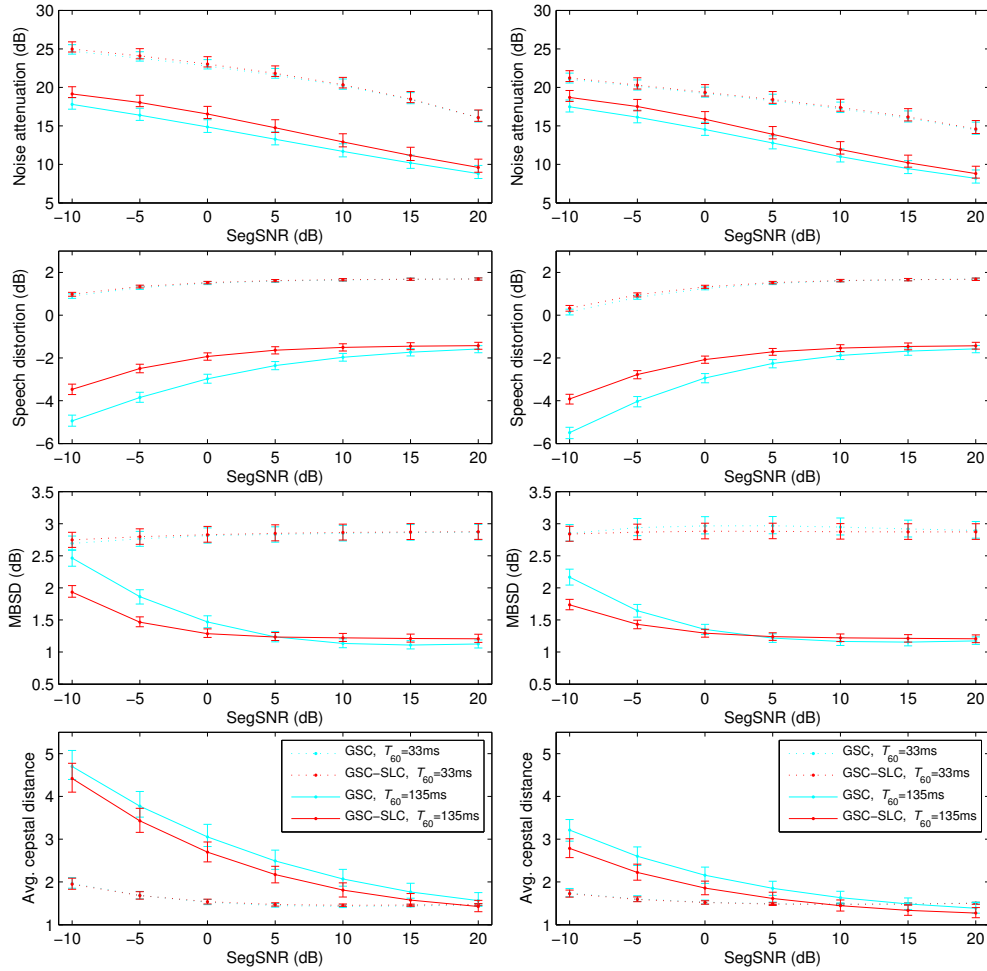 30
25
20
15
10
5
Noise attenuation (dB)
−10 −5 0 5 10 15 20
SegSNR (dB)
30
25
20
15
10
5
Noise attenuation (dB)
−10 −5 0 5 10 15 20
SegSNR (dB)
2
0
−2
−4
−6
Speech distortion (dB)
−10 −5 0 5 10 15 20
SegSNR (dB)
2
0
−2
−4
−6
Speech distortion (dB)
−10 −5 0 5 10 15 20
SegSNR (dB)
3.5
3
2.5
2
1.5
1
0.5
MBSD (dB)
−10 −5 0 5 10 15 20
SegSNR (dB)
3.5
3
2.5
2
1.5
1
0.5
MBSD (dB)
−10 −5 0 5 10 15 20
SegSNR (dB)
5
4
3
2
1
Avg. cepstal distance
GSC, T60=33ms
GSC−SLC, T60=33ms
GSC, T60=135ms
GSC−SLC, T60=135ms
−10 −5 0 5 10 15 20
SegSNR (dB)
5
4
3
2
1
Avg. cepstal distance
GSC, T60=33ms
GSC−SLC, T60=33ms
GSC, T60=135ms
GSC−SLC, T60=135ms
−10 −5 0 5 10 15 20
SegSNR (dB)